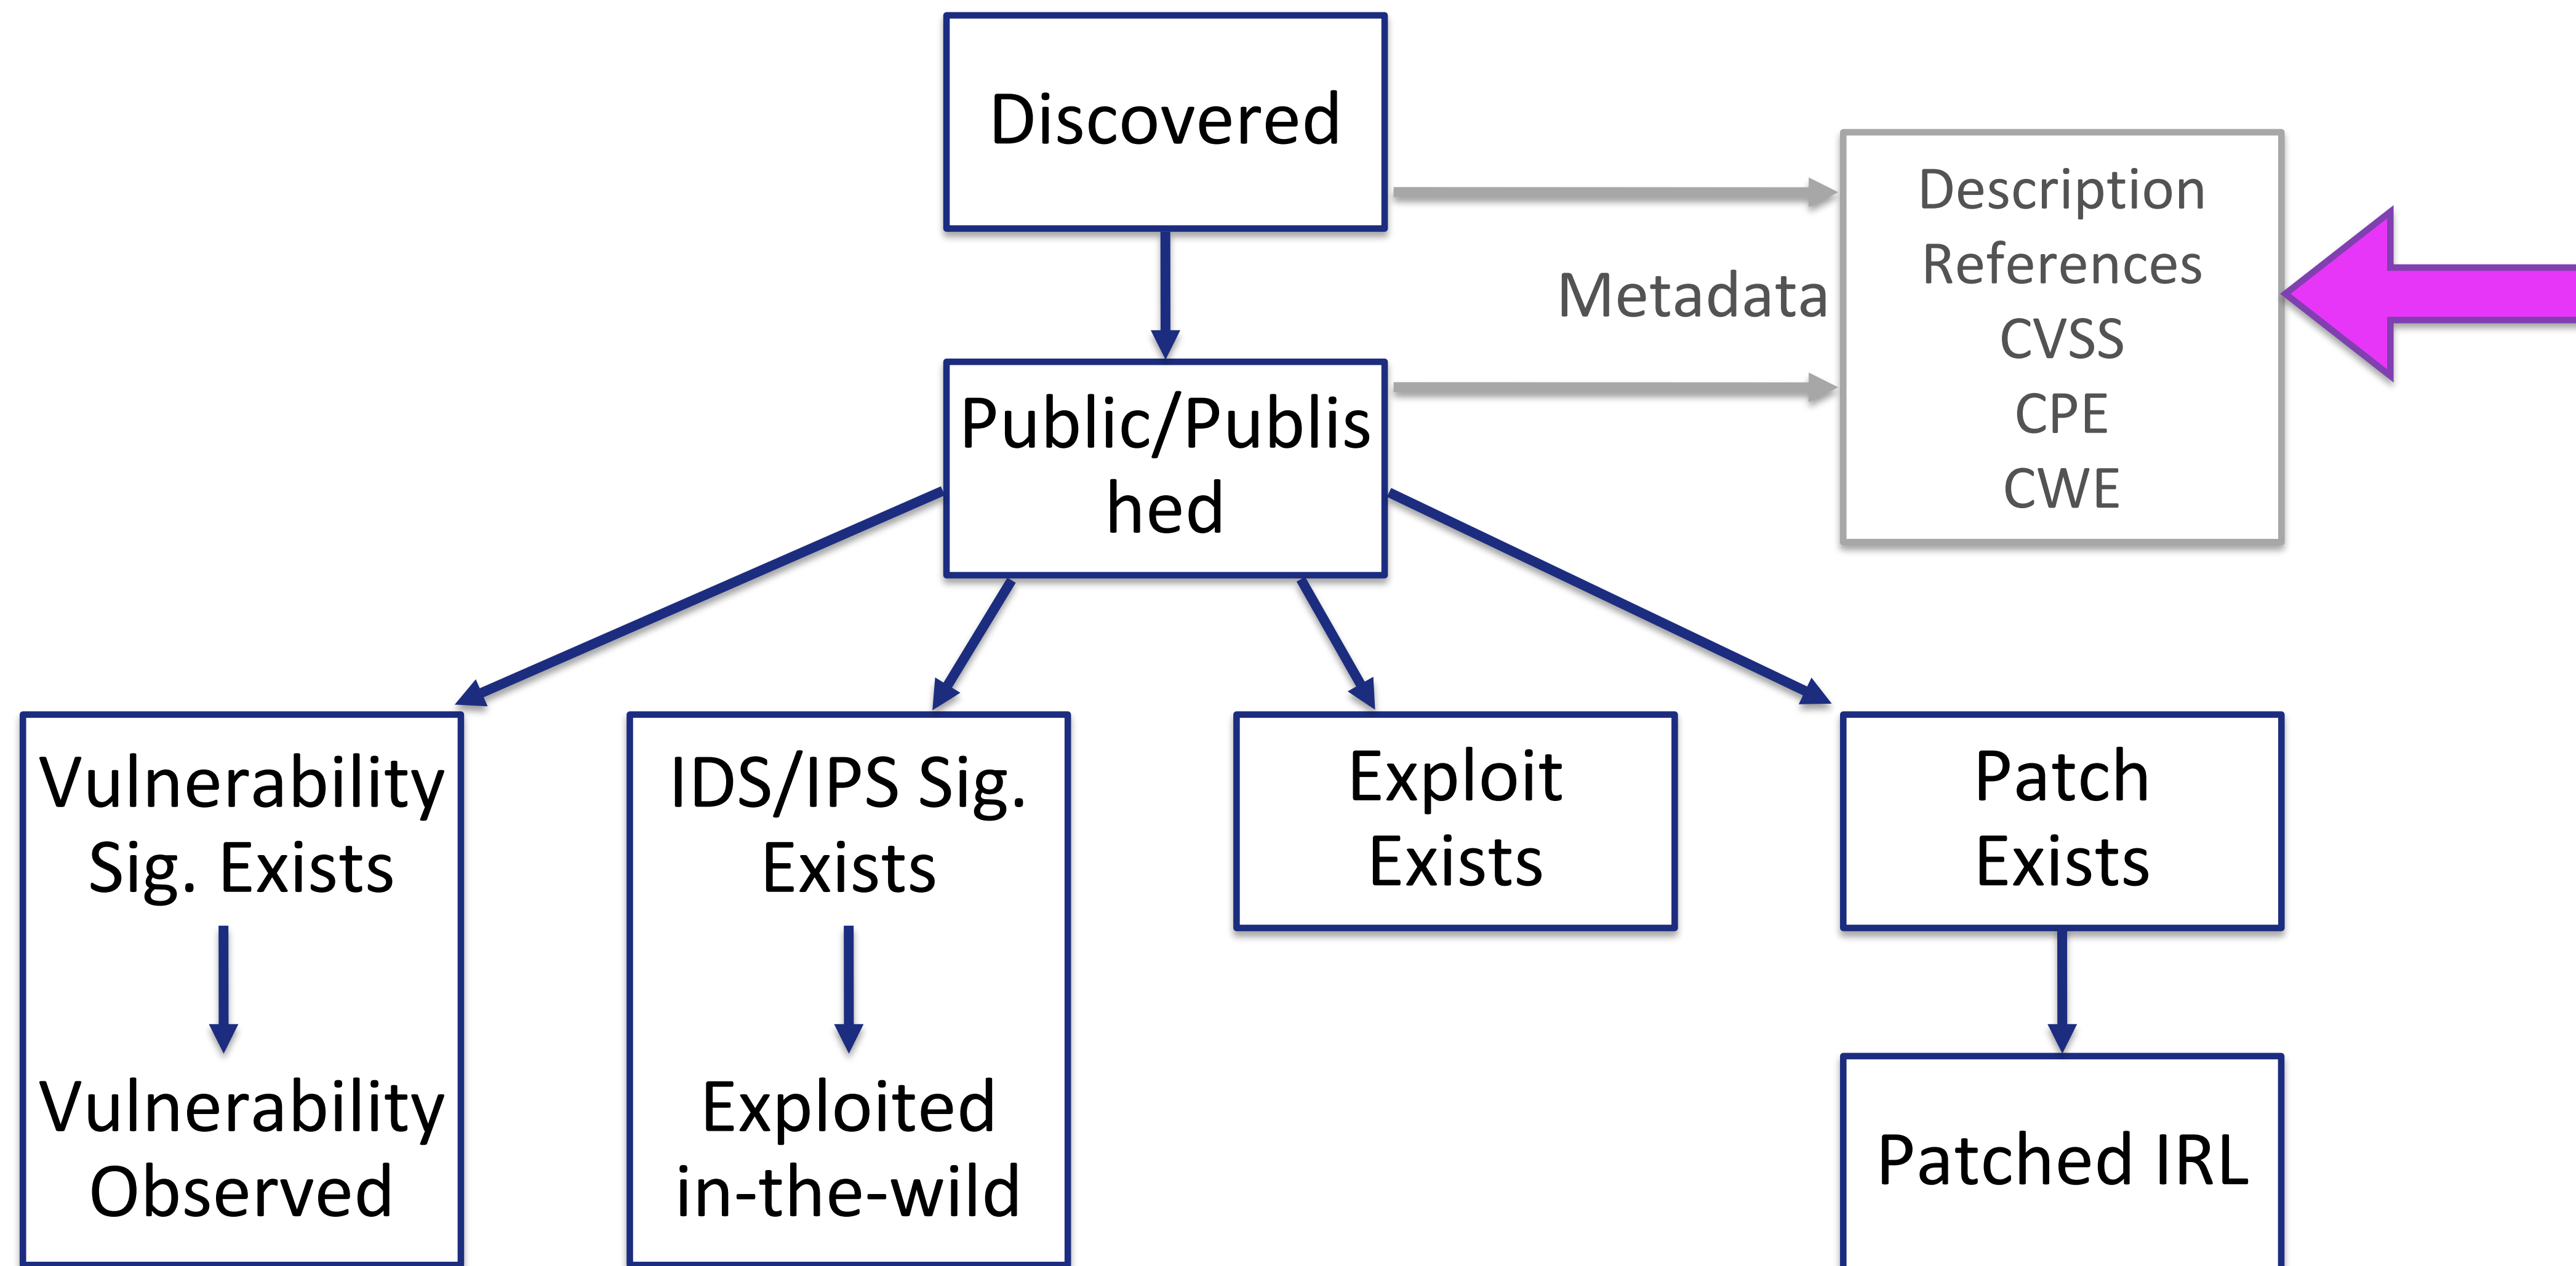 Discovered
Metadata
Description
References
CVSS
CPE
CWE
Public/Publis
hed
Vulnerability
Sig. Exists
Vulnerability
Observed
IDS/IPS Sig.
Exists
Exploited
in-the-wild
Exploit
Exists
Patch
Exists
Patched IRL